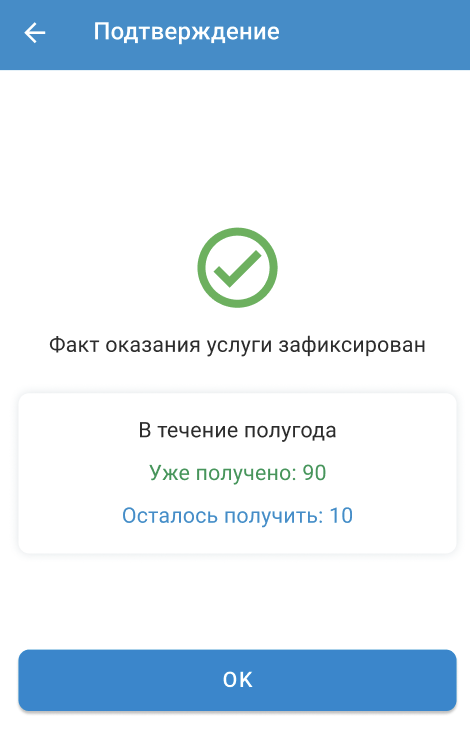 Подтверждение
Факт оказания услуги зафиксирован
В течение полугода
Уже получено: 90
Осталось получить: 10
OK